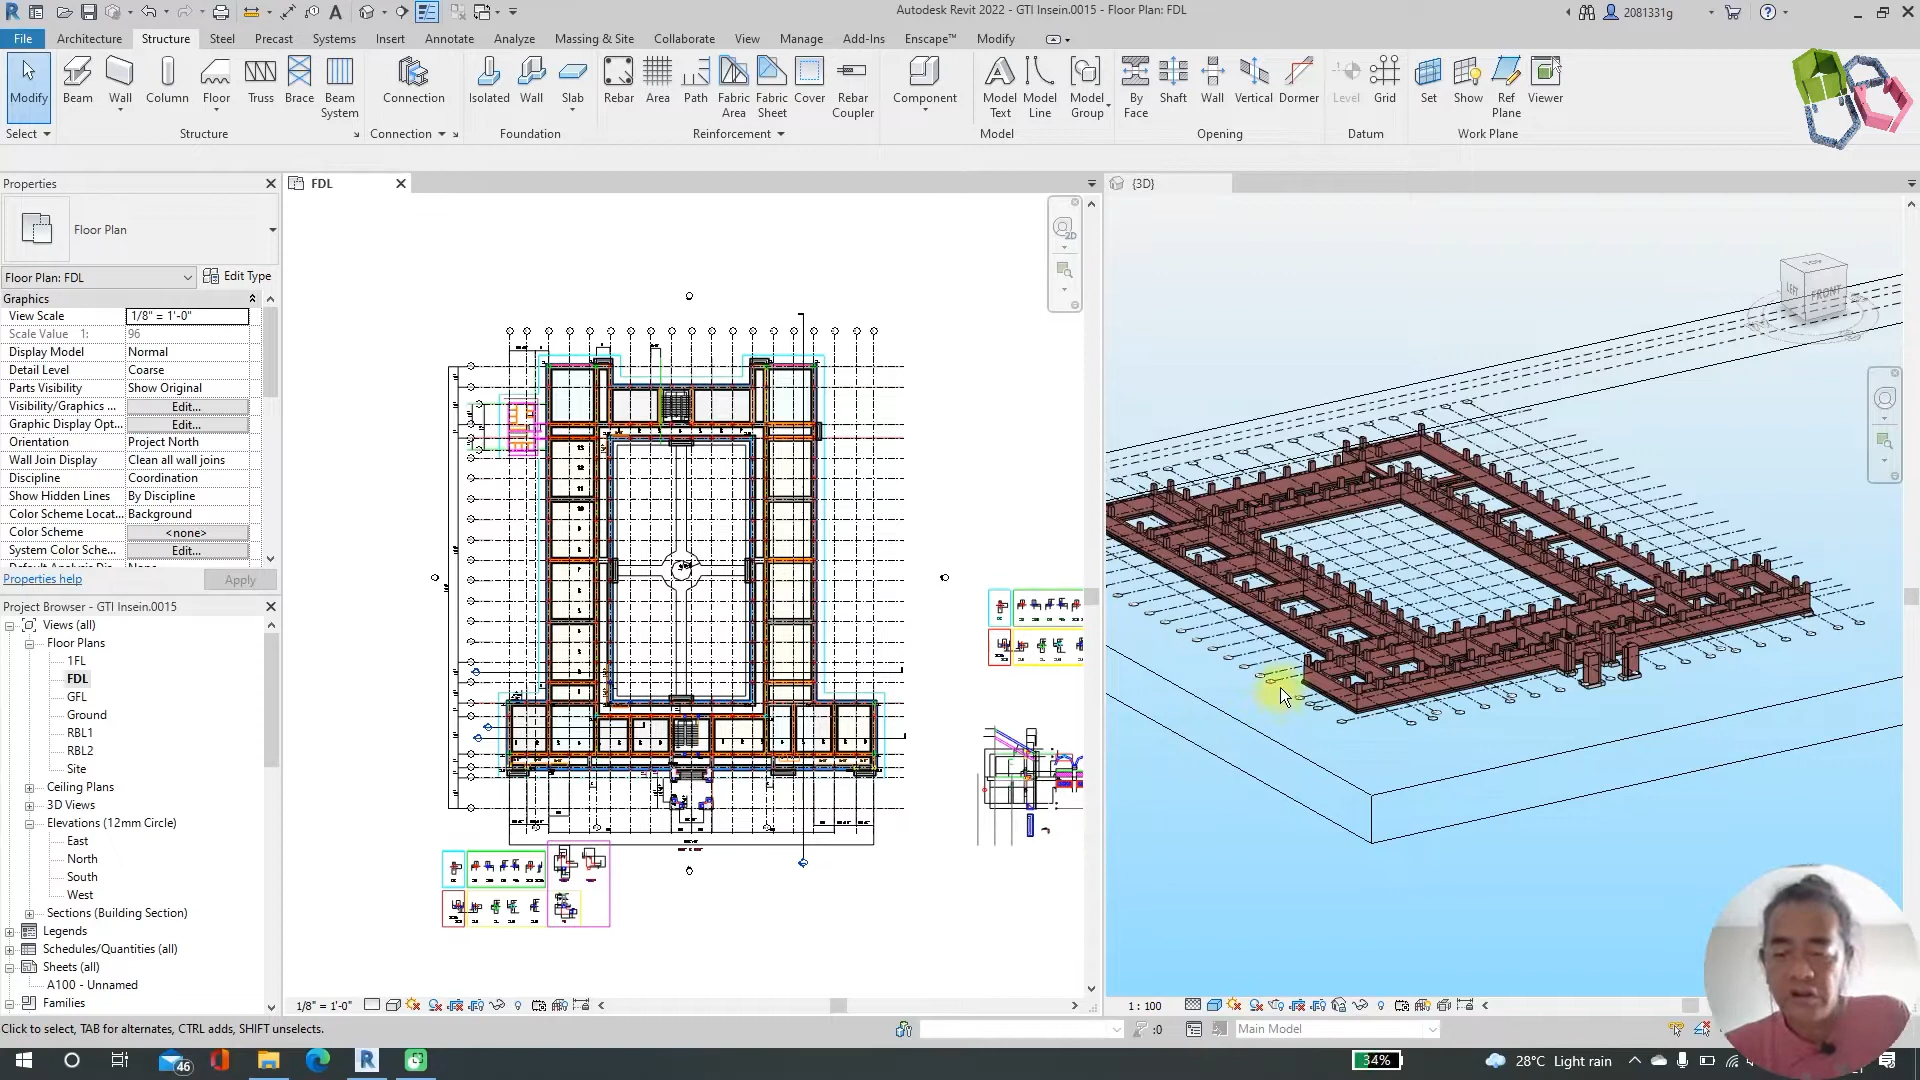 Autodesk Revit 2022 - GTI Insein.0015 - Floor Plan: FDL
2081331g
File Architecture Structure Steel Precast Systems Insert Annotate Analyze Massing & Site Collaborate View Manage Add-Ins Enscape™ Modify
Modify Beam Wall Column Floor Truss Brace Beam System Connection Isolated Wall Slab Rebar Area Path Fabric Area Fabric Sheet Cover Rebar Coupler Component Model Text Model Line Model Group By Face Shaft Wall Vertical Dormer Level Grid Set Show Ref Plane Viewer
Select Structure Connection Foundation Reinforcement Model Opening Datum Work Plane
Properties
FDL
{3D}
Floor Plan
Floor Plan: FDL
Edit Type
Graphics
View Scale 1/8" = 1'-0"
Scale Value 1: 96
Display Model Normal
Detail Level Coarse
Parts Visibility Show Original
Visibility/Graphics ... Edit...
Graphic Display Opt... Edit...
Orientation Project North
Wall Join Display Clean all wall joins
Discipline Coordination
Show Hidden Lines By Discipline
Color Scheme Locat... Background
Color Scheme <none>
System Color Sche... Edit...
Properties help
Apply
Project Browser - GTI Insein.0015
Views (all)
Floor Plans
1FL
FDL
GFL
Ground
RBL1
RBL2
Site
Ceiling Plans
3D Views
Elevations (12mm Circle)
East
North
South
West
Sections (Building Section)
Legends
Schedules/Quantities (all)
Sheets (all)
A100 - Unnamed
Families
2D
TOP
LEFT
FRONT
1/8" = 1'-0"
1 : 100
Click to select, TAB for alternates, CTRL adds, SHIFT unselects.
:0
Main Model
46
34%
28°C Light rain